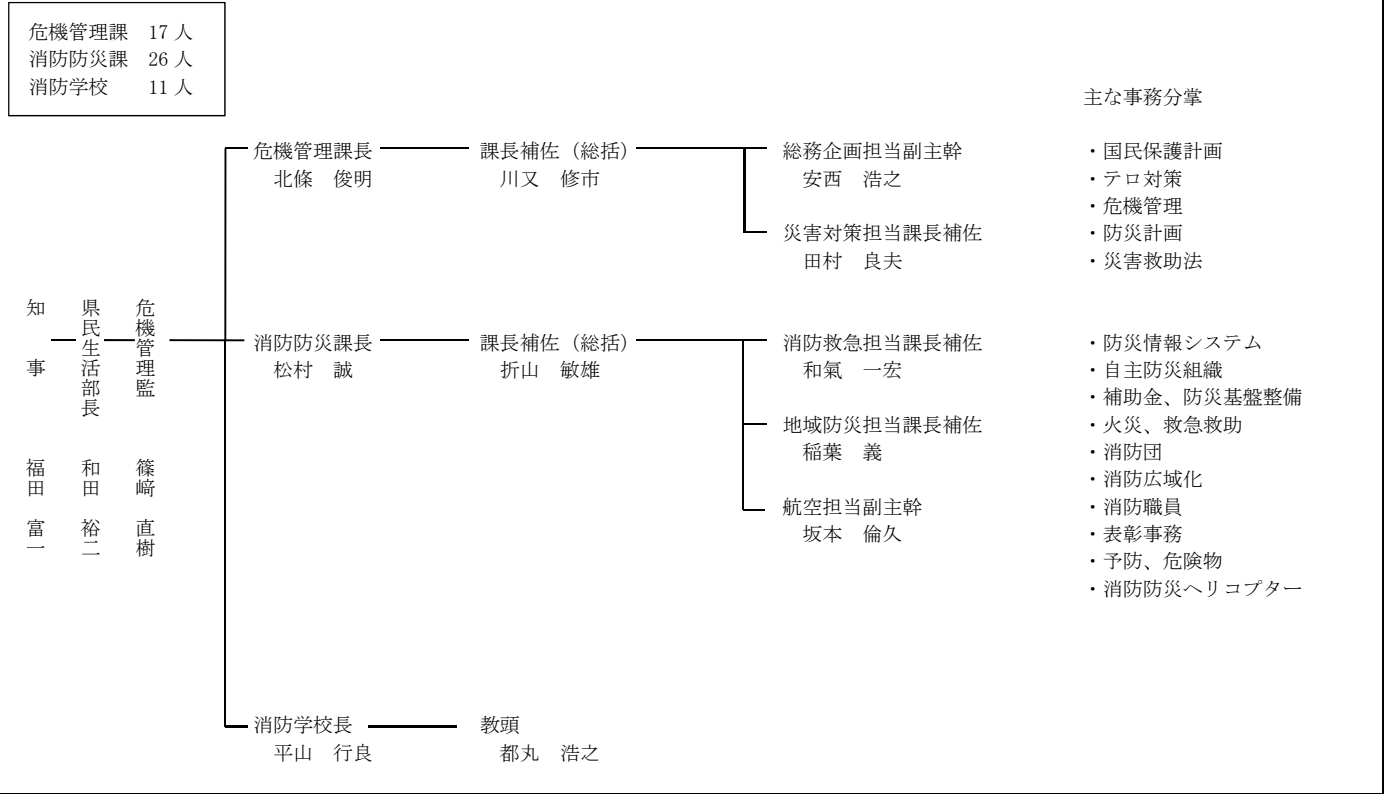 危機管理課　17 人
消防防災課　26 人
消防学校　　11 人
主な事務分掌
知事　福田　富一
県民生活部長　和田　裕二
危機管理監　篠﨑　直樹
危機管理課長
北條　俊明
課長補佐（総括）
川又　修市
総務企画担当副主幹
安西　浩之
災害対策担当課長補佐
田村　良夫
・国民保護計画
・テロ対策
・危機管理
・防災計画
・災害救助法
消防防災課長
松村　誠
課長補佐（総括）
折山　敏雄
消防救急担当課長補佐
和氣　一宏
地域防災担当課長補佐
稲葉　義
航空担当副主幹
坂本　倫久
・防災情報システム
・自主防災組織
・補助金、防災基盤整備
・火災、救急救助
・消防団
・消防広域化
・消防職員
・表彰事務
・予防、危険物
・消防防災ヘリコプター
消防学校長
平山　行良
教頭
都丸　浩之